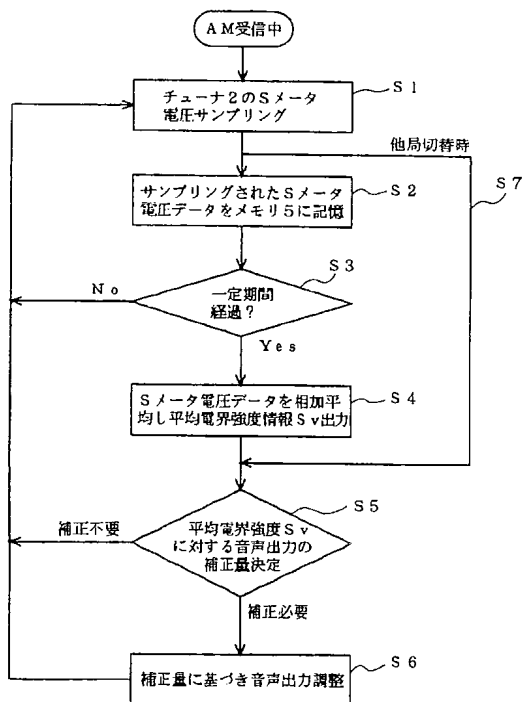 AM受信中
S1
チューナ2のSメータ
電圧サンプリング
他局切替時
S7
S2
サンプリングされたSメータ
電圧データをメモリ5に記憶
S3
No
一定期間
経過？
Yes
S4
Sメータ電圧データを相加平
均し平均電界強度情報Sv出力
S5
補正不要
平均電界強度Sv
に対する音声出力の
補正量決定
補正必要
S6
補正量に基づき音声出力調整